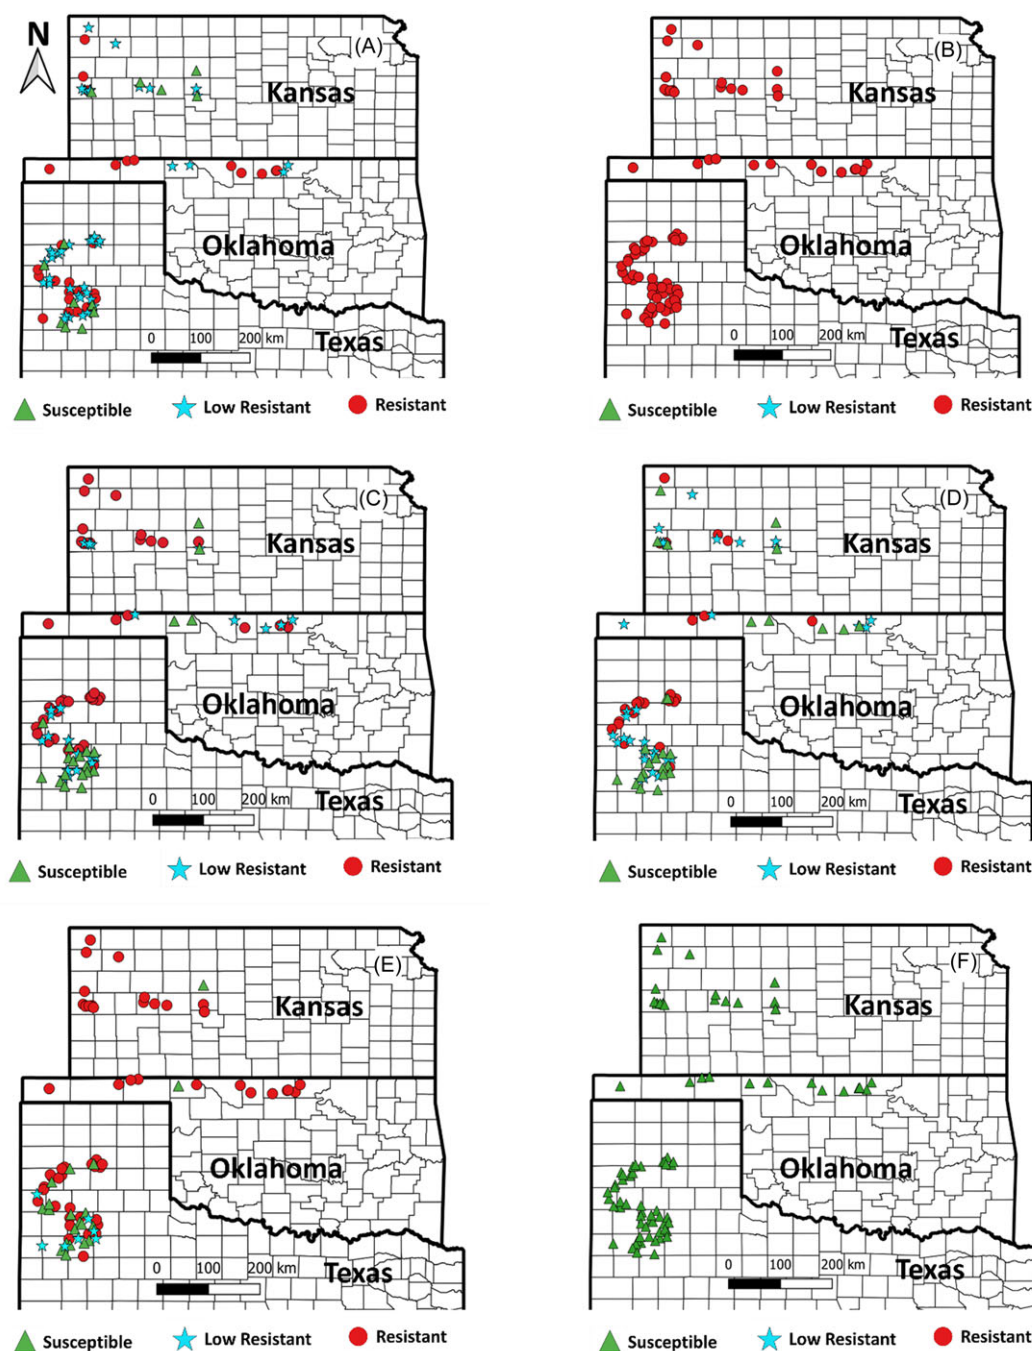 N
(A)
Kansas
Oklahoma
0 100 200 km
Texas
Susceptible Low Resistant Resistant
(B)
Kansas
Oklahoma
0 100 200 km
Texas
Susceptible Low Resistant Resistant
(C)
Kansas
Oklahoma
0 100 200 km
Texas
Susceptible Low Resistant Resistant
(D)
Kansas
Oklahoma
0 100 200 km
Texas
Susceptible Low Resistant Resistant
(E)
Kansas
Oklahoma
0 100 200 km
Texas
Susceptible Low Resistant Resistant
(F)
Kansas
Oklahoma
0 100 200 km
Texas
Susceptible Low Resistant Resistant